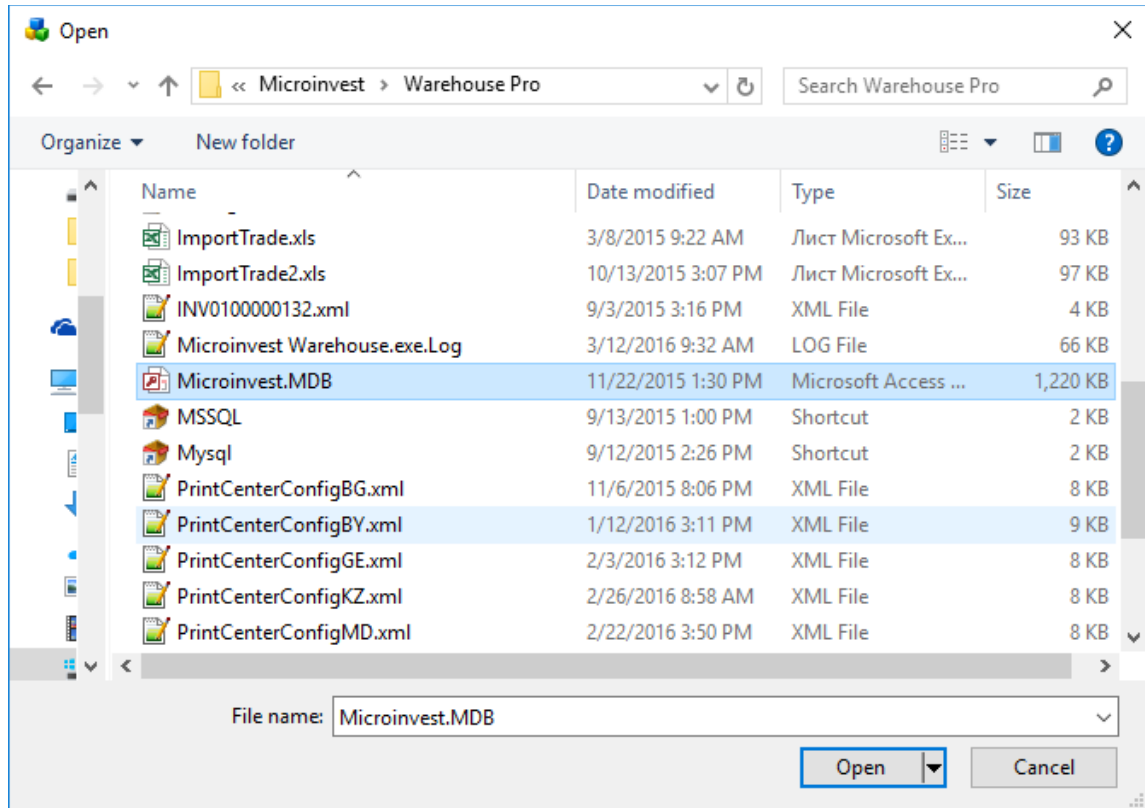 Open
« Microinvest > Warehouse Pro Search Warehouse Pro
Organize New folder
Name Date modified Type Size
ImportTrade.xls 3/8/2015 9:22 AM Лист Microsoft Ex... 93 KB
ImportTrade2.xls 10/13/2015 3:07 PM Лист Microsoft Ex... 97 KB
INV0100000132.xml 9/3/2015 3:16 PM XML File 4 KB
Microinvest Warehouse.exe.Log 3/12/2016 9:32 AM LOG File 66 KB
Microinvest.MDB 11/22/2015 1:30 PM Microsoft Access ... 1,220 KB
MSSQL 9/13/2015 1:00 PM Shortcut 2 KB
Mysql 9/12/2015 2:26 PM Shortcut 2 KB
PrintCenterConfigBG.xml 11/6/2015 8:06 PM XML File 8 KB
PrintCenterConfigBY.xml 1/12/2016 3:11 PM XML File 9 KB
PrintCenterConfigGE.xml 2/3/2016 3:12 PM XML File 8 KB
PrintCenterConfigKZ.xml 2/26/2016 8:58 AM XML File 8 KB
PrintCenterConfigMD.xml 2/22/2016 3:50 PM XML File 8 KB
File name: Microinvest.MDB
Open Cancel